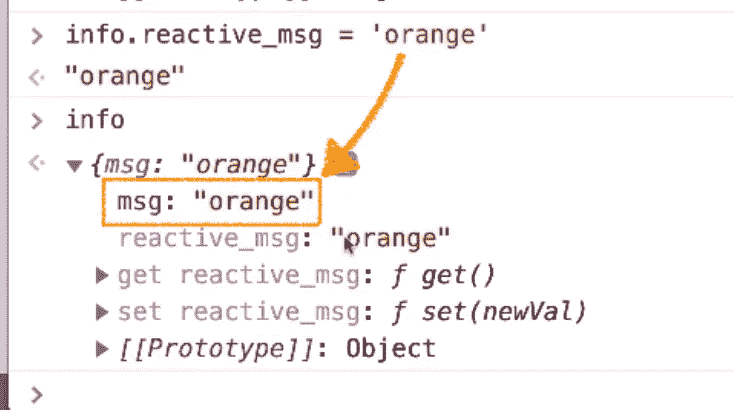 > info.reactive_msg = 'orange'
<· "orange"
> info
<· ▼{msg: "orange"}
msg: "orange"
reactive_msg: "orange"
▶ get reactive_msg: ƒ get()
▶ set reactive_msg: ƒ set(newVal)
▶ [[Prototype]]: Object
>